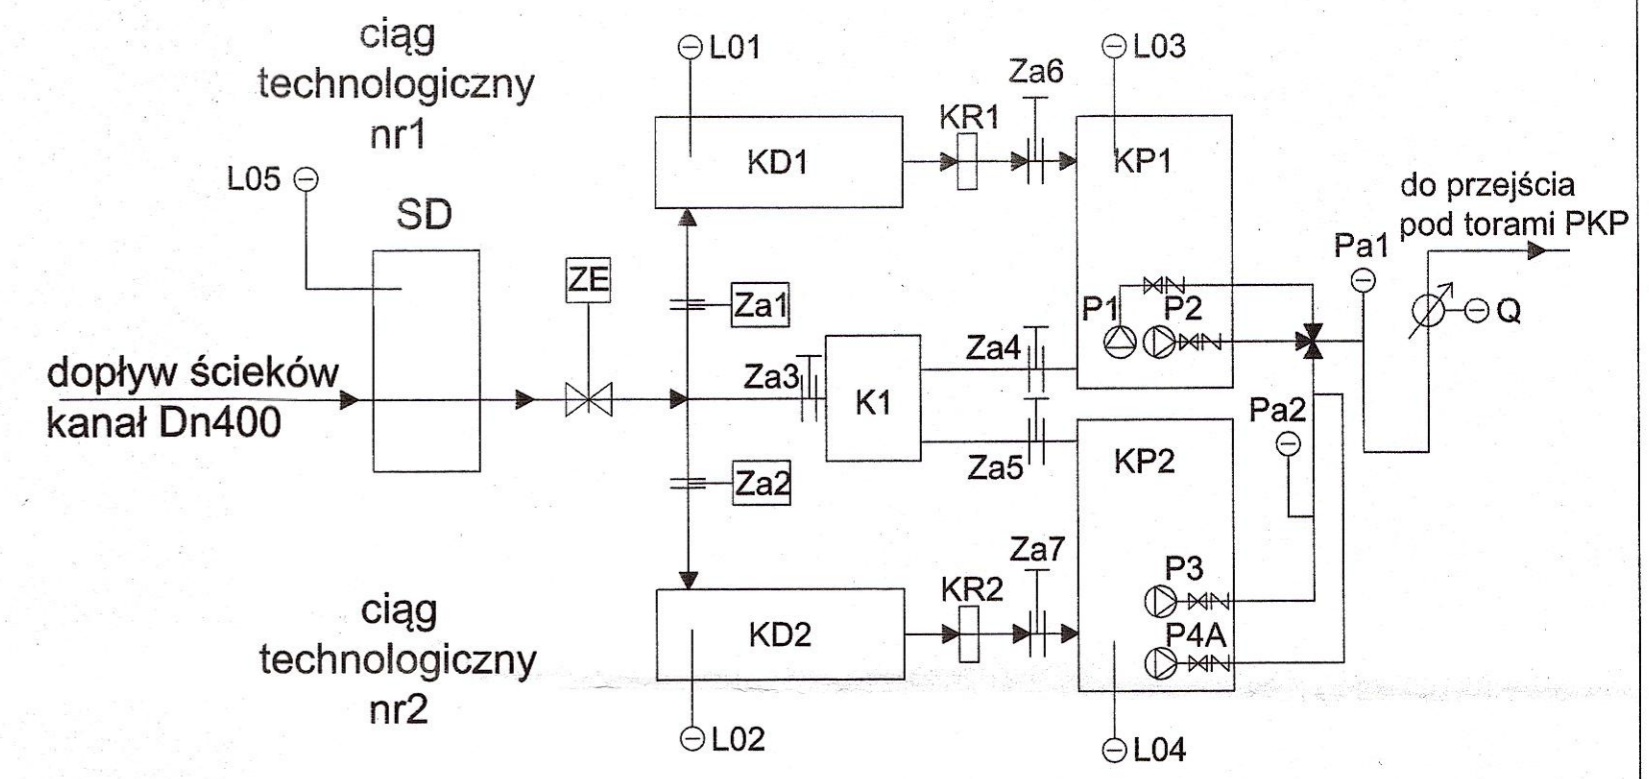 ciąg
technologiczny
nr1
L01
L03
Za6
KR1
KD1
KP1
L05
SD
do przejścia
pod torami PKP
Pa1
ZE
Za1
P1
P2
Q
Za4
Za3
dopływ ścieków
kanał Dn400
K1
Pa2
Za5
KP2
Za2
Za7
P3
KR2
ciąg
technologiczny
nr2
KD2
P4A
L02
L04